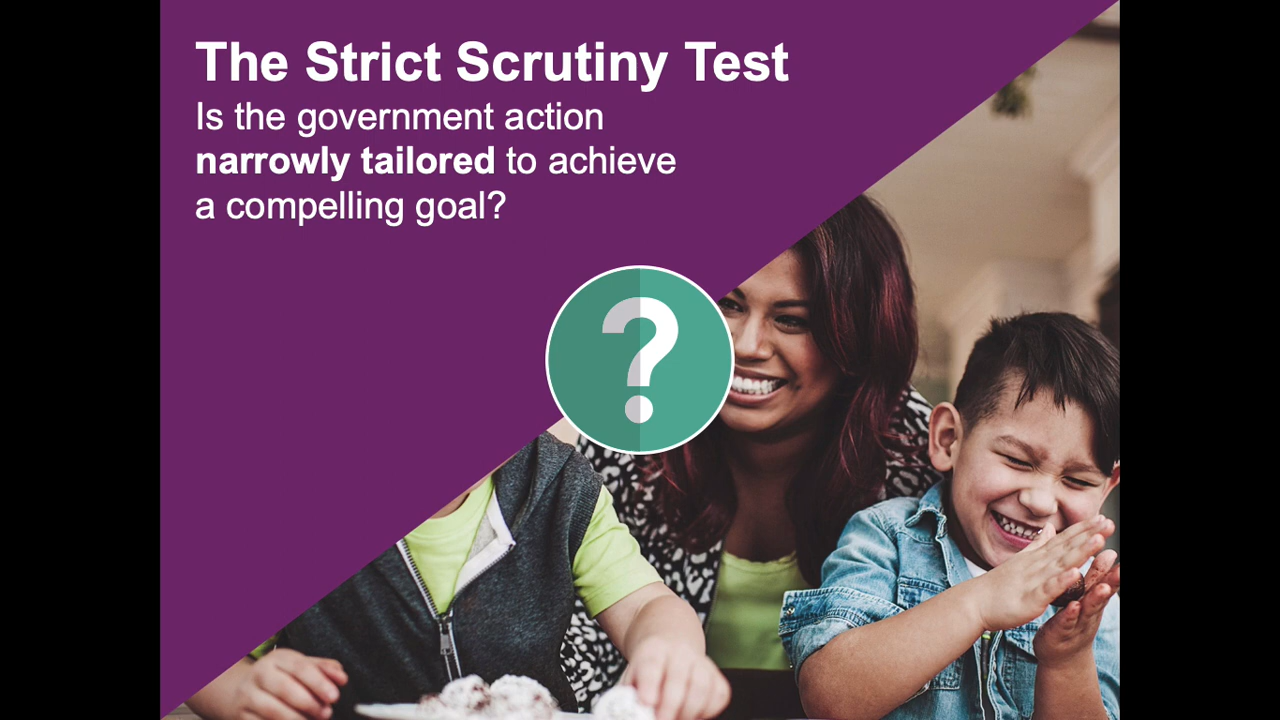 The Strict Scrutiny Test
Is the government action
narrowly tailored to achieve
a compelling goal?
?